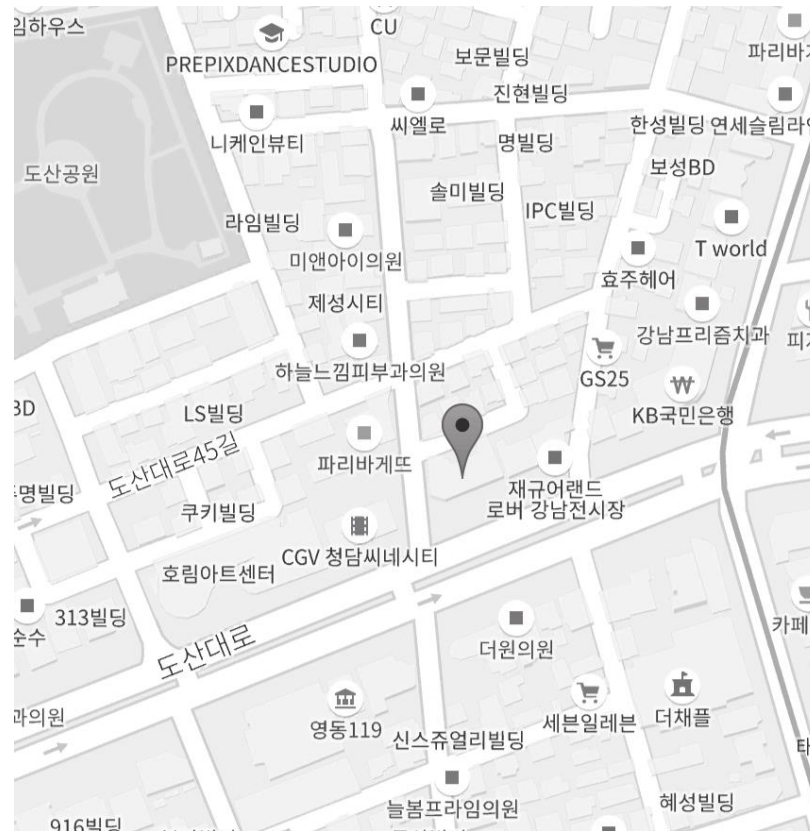 임하우스
CU
PREPIXDANCESTUDIO
보문빌딩
파리바
진현빌딩
니케인뷰티
씨엘로
명빌딩
한성빌딩
연세슬림라인
도산공원
보성BD
솔미빌딩
IPC빌딩
라임빌딩
T world
미앤아이의원
효주헤어
제성시티
강남프리즘치과
피자
하늘느낌피부과의원
GS25
BD
LS빌딩
KB국민은행
도산대로45길
파리바게뜨
재규어랜드
로버 강남전시장
명빌딩
쿠키빌딩
CGV 청담씨네시티
호림아트센터
313빌딩
순수
더원의원
카페
도산대로
과의원
영동119
신스쥬얼리빌딩
세븐일레븐
더채플
늘봄프라임의원
혜성빌딩
916빌딩